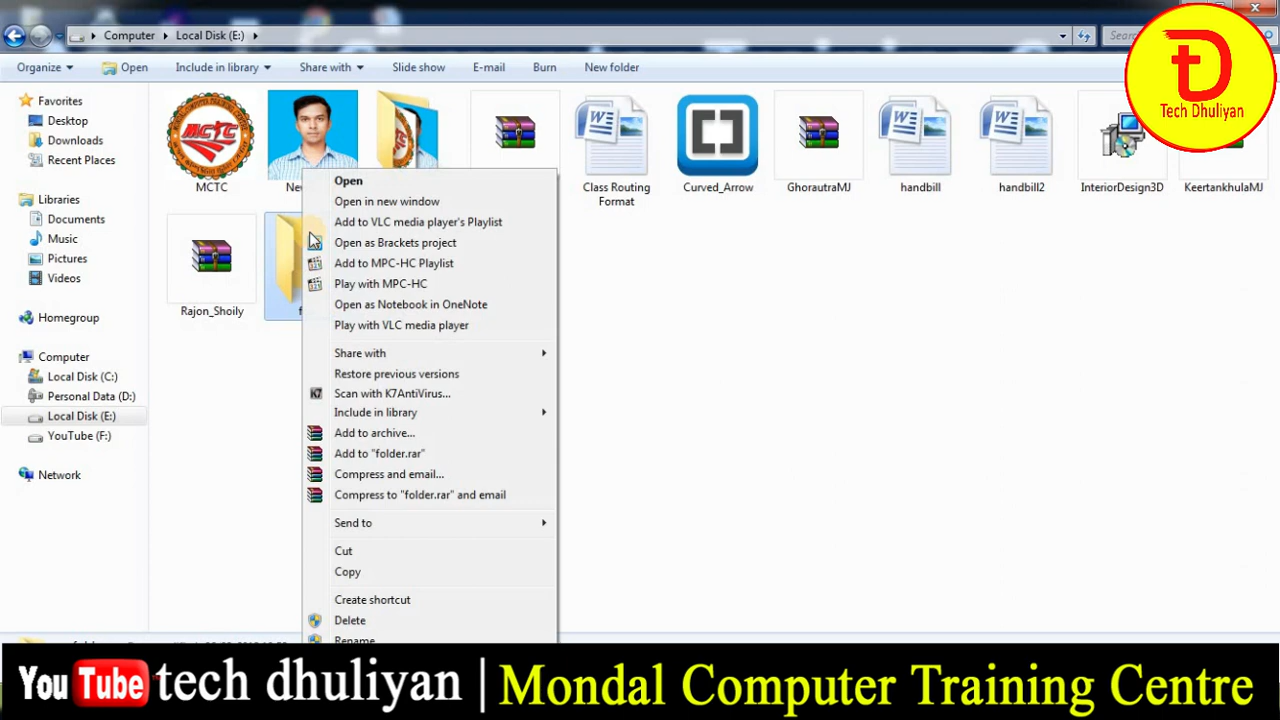 Computer
Local Disk (E:)
Organize
Open
Include in library
Share with
Slide show
E-mail
Burn
New folder
Favorites
Desktop
Downloads
Recent Places
Libraries
Documents
Music
Pictures
Videos
Homegroup
Computer
Local Disk (C:)
Personal Data (D:)
Local Disk (E:)
YouTube (F:)
Network
MCTC
MCTC
Class Routing
Format
Curved_Arrow
GhorautraMJ
handbill
handbill2
InteriorDesign3D
KeertankhulaMJ
Rajon_Shoily
Open
Open in new window
Add to VLC media player's Playlist
Open as Brackets project
Add to MPC-HC Playlist
Play with MPC-HC
Open as Notebook in OneNote
Play with VLC media player
Share with
Restore previous versions
K7 Scan with K7AntiVirus...
Include in library
Add to archive...
Add to "folder.rar"
Compress and email...
Compress to "folder.rar" and email
Send to
Cut
Copy
Create shortcut
Delete
Rename
Tech Dhuliyan
YouTube tech dhuliyan | Mondal Computer Training Centre